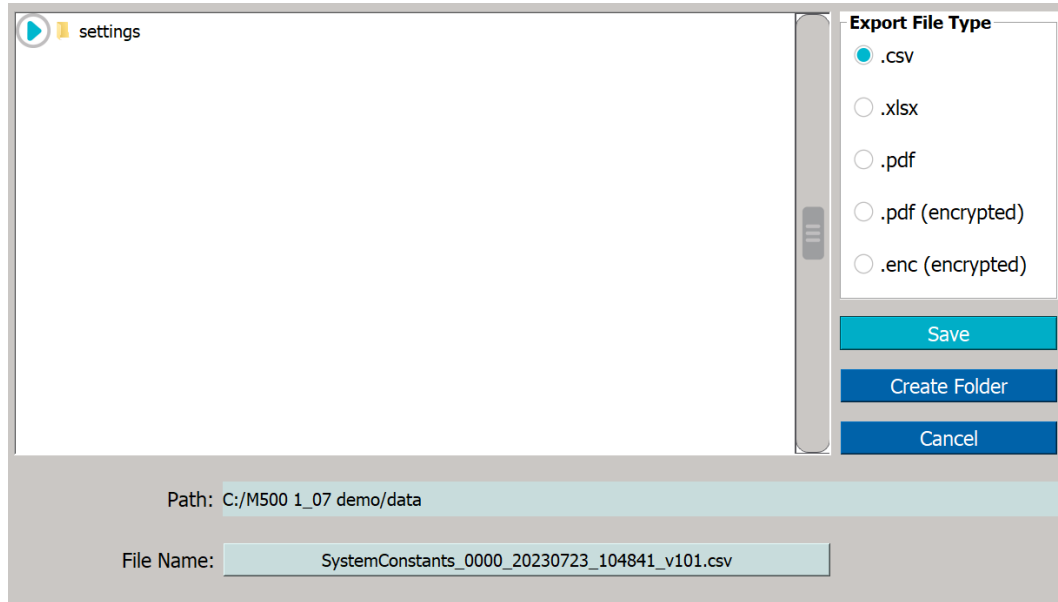 settings
Export File Type
.csv
.xlsx
.pdf
.pdf (encrypted)
.enc (encrypted)
Save
Create Folder
Cancel
Path: C:/M500 1_07 demo/data
File Name: SystemConstants_0000_20230723_104841_v101.csv